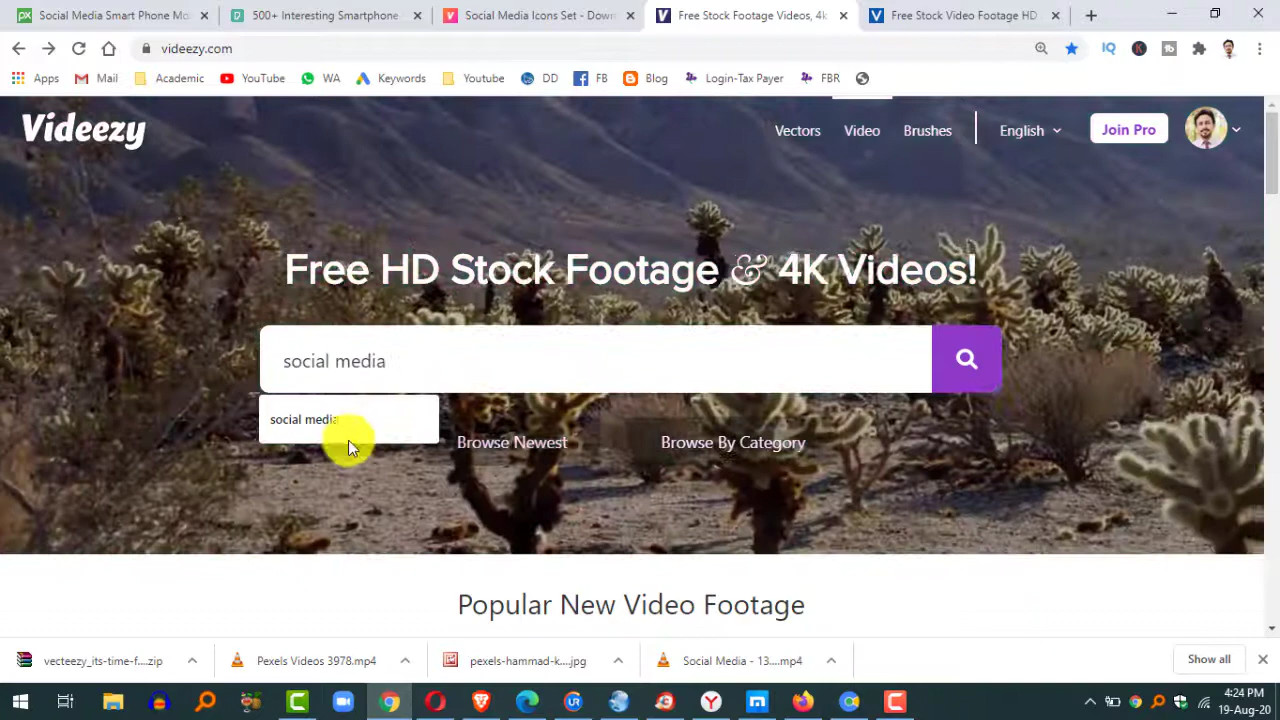 Social Media Smart Phone Mo
500+ Interesting Smartphone
Social Media Icons Set - Down
Free Stock Footage Videos, 4k
Free Stock Video Footage HD
videezy.com
IQ
Apps
Mail
Academic
YouTube
WA
Keywords
Youtube
DD
FB
Blog
Login-Tax Payer
FBR
Videezy
Vectors
Video
Brushes
English
Join Pro
Free HD Stock Footage & 4K Videos!
social media
social media
Browse Newest
Browse By Category
Popular New Video Footage
vecteezy_its-time-f....zip
Pexels Videos 3978.mp4
pexels-hammad-k....jpg
Social Media - 13....mp4
Show all
4:24 PM
19-Aug-20